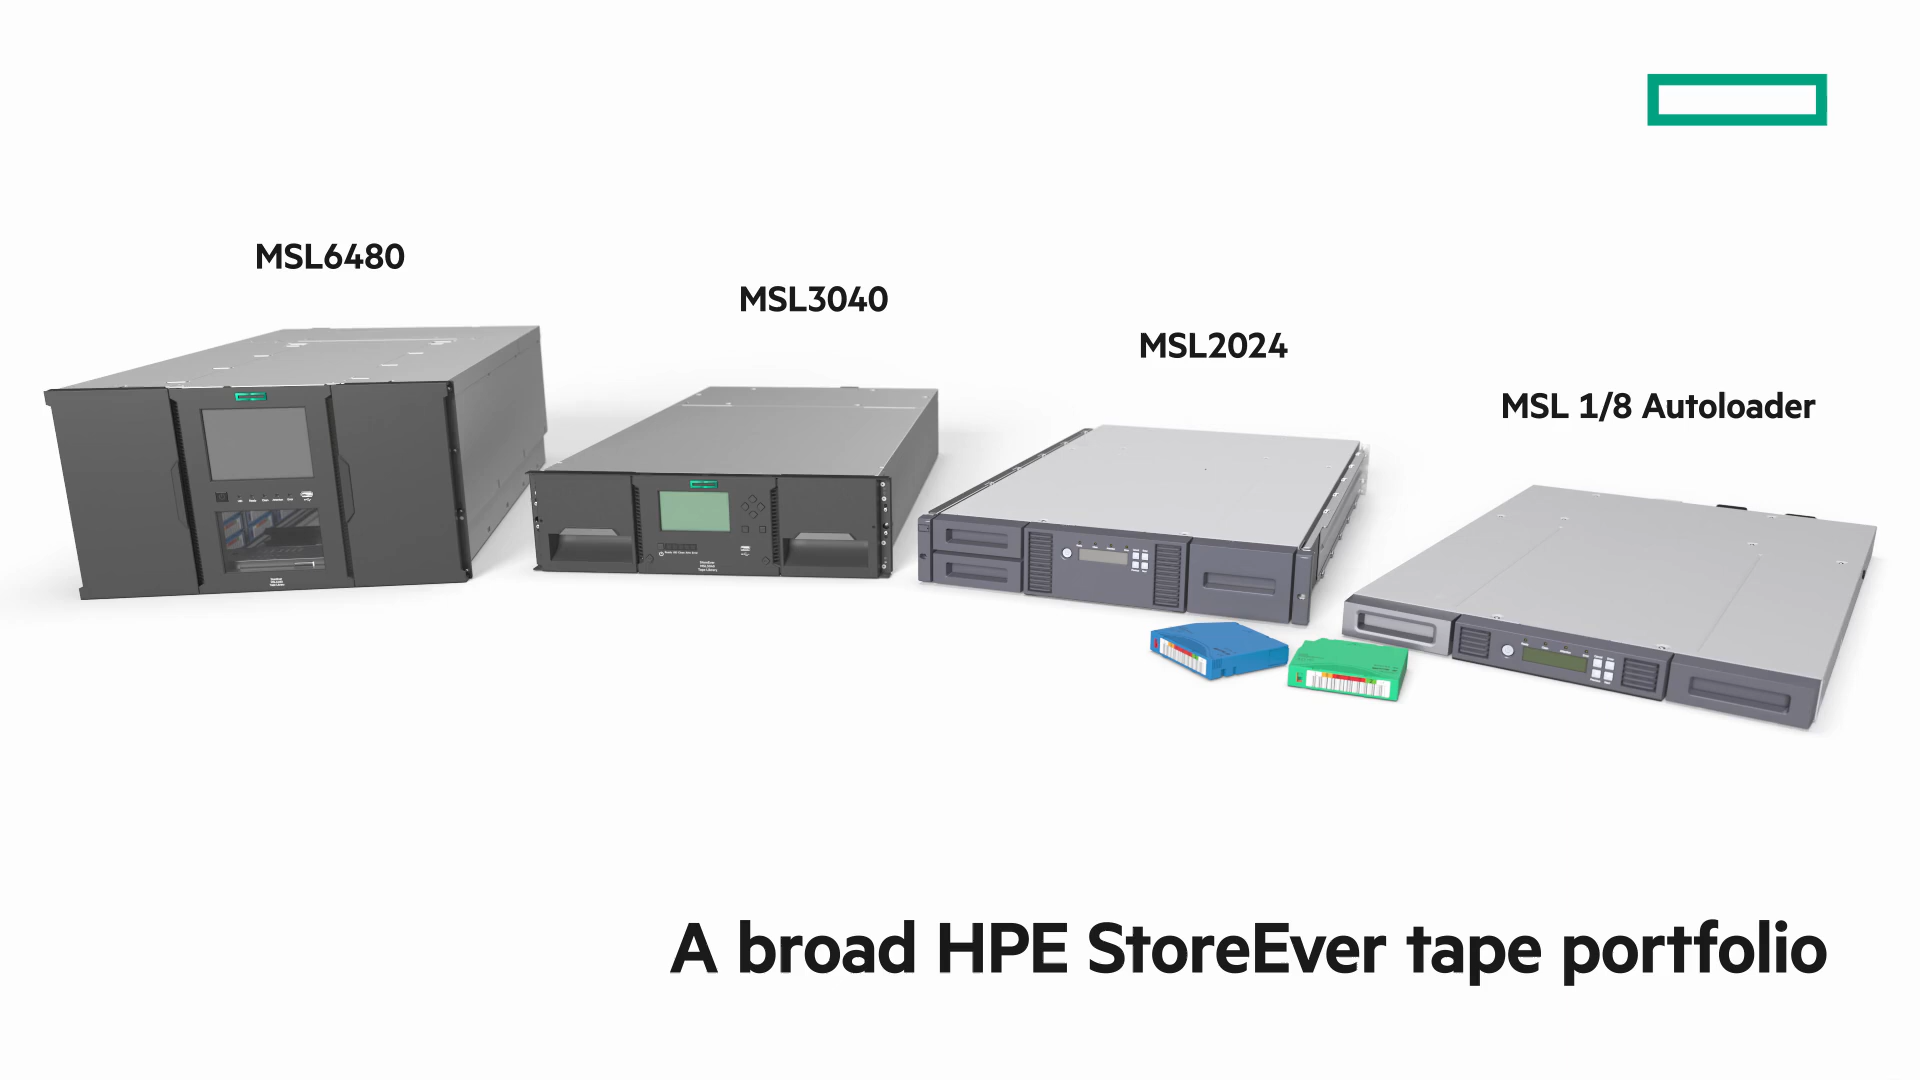 MSL6480
MSL3040
MSL2024
MSL 1/8 Autoloader
A broad HPE StoreEver tape portfolio